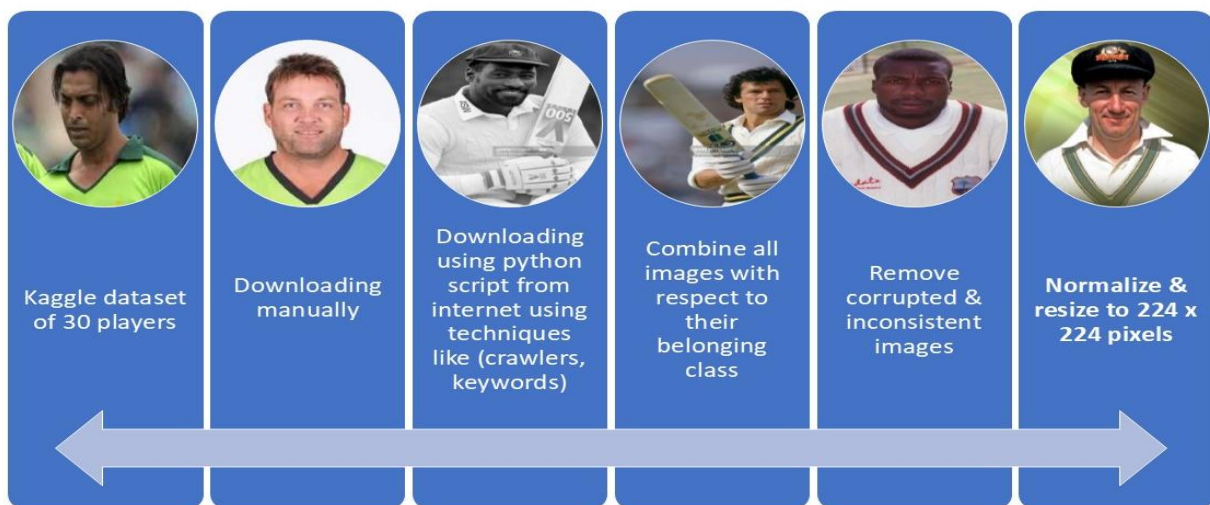 Kaggle dataset
of 30 players
Downloading
manually
Downloading
using python
script from
internet using
techniques
like (crawlers,
keywords)
Combine all
images with
respect to
their
belonging
class
Remove
corrupted &
inconsistent
images
Normalize &
resize to 224 x
224 pixels